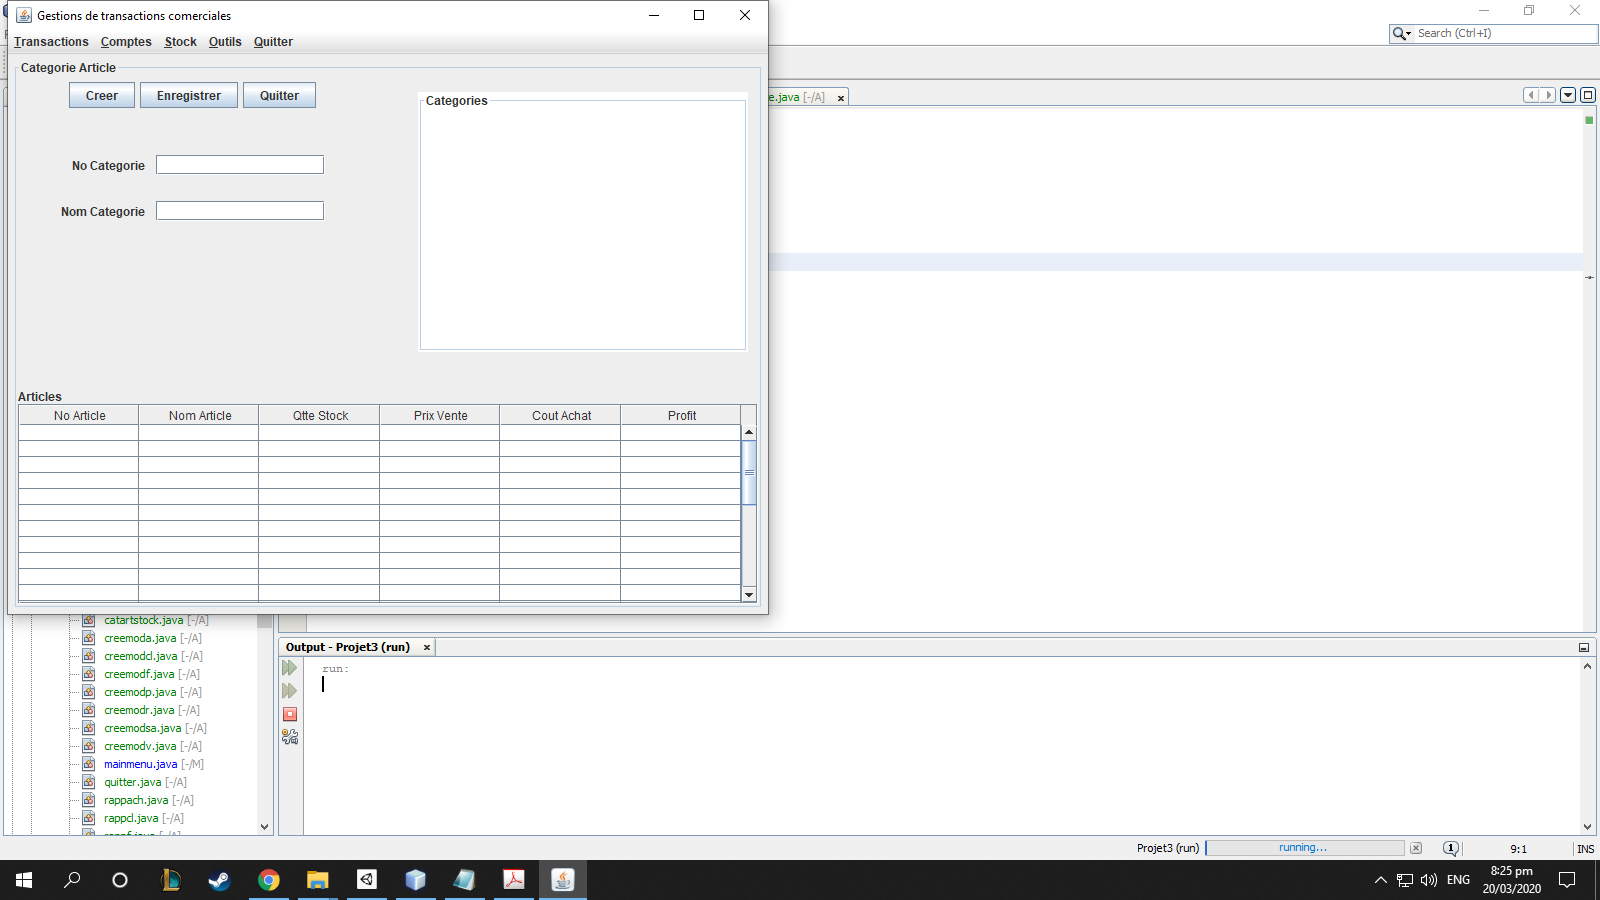 Gestions de transactions comerciales
Transactions Comptes Stock Outils Quitter
Search (Ctrl+I)
Categorie Article
Creer Enregistrer Quitter
Categories
e.java [-/A]
No Categorie
Nom Categorie
Articles
No Article Nom Article Qtte Stock Prix Vente Cout Achat Profit
catartstock.java [-/A]
creemoda.java [-/A]
creemodcl.java [-/A]
creemodf.java [-/A]
creemodp.java [-/A]
creemodr.java [-/A]
creemodsa.java [-/A]
creemodv.java [-/A]
mainmenu.java [-/M]
quitter.java [-/A]
rappach.java [-/A]
rappcl.java [-/A]
Output - Projet3 (run)
run:
Projet3 (run) running... 1 9:1 INS
ENG
8:25 pm
20/03/2020